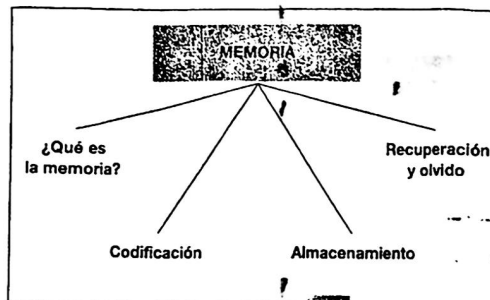 MEMORIA
¿Qué es
la memoria?
Recuperación
y olvido
Codificación
Almacenamiento